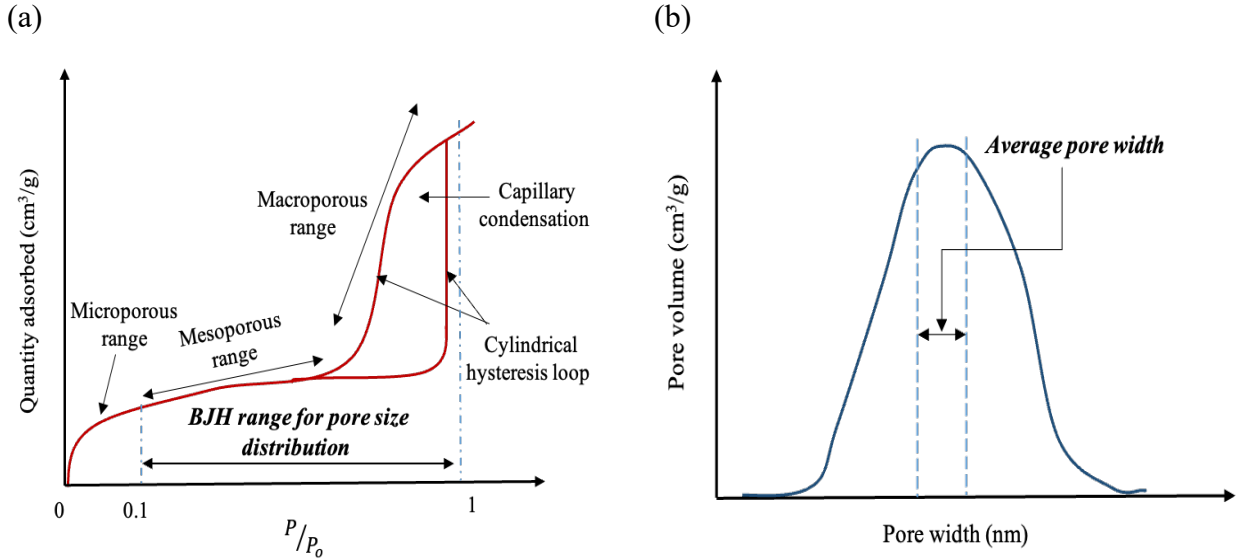 (a)
Quantity adsorbed (cm³/g)
Macroporous
range
Capillary
condensation
Microporous
range
Mesoporous
range
Cylindrical
hysteresis loop
BJH range for pore size
distribution
0
0.1
1
P/Pₒ
(b)
Pore volume (cm³/g)
Average pore width
Pore width (nm)